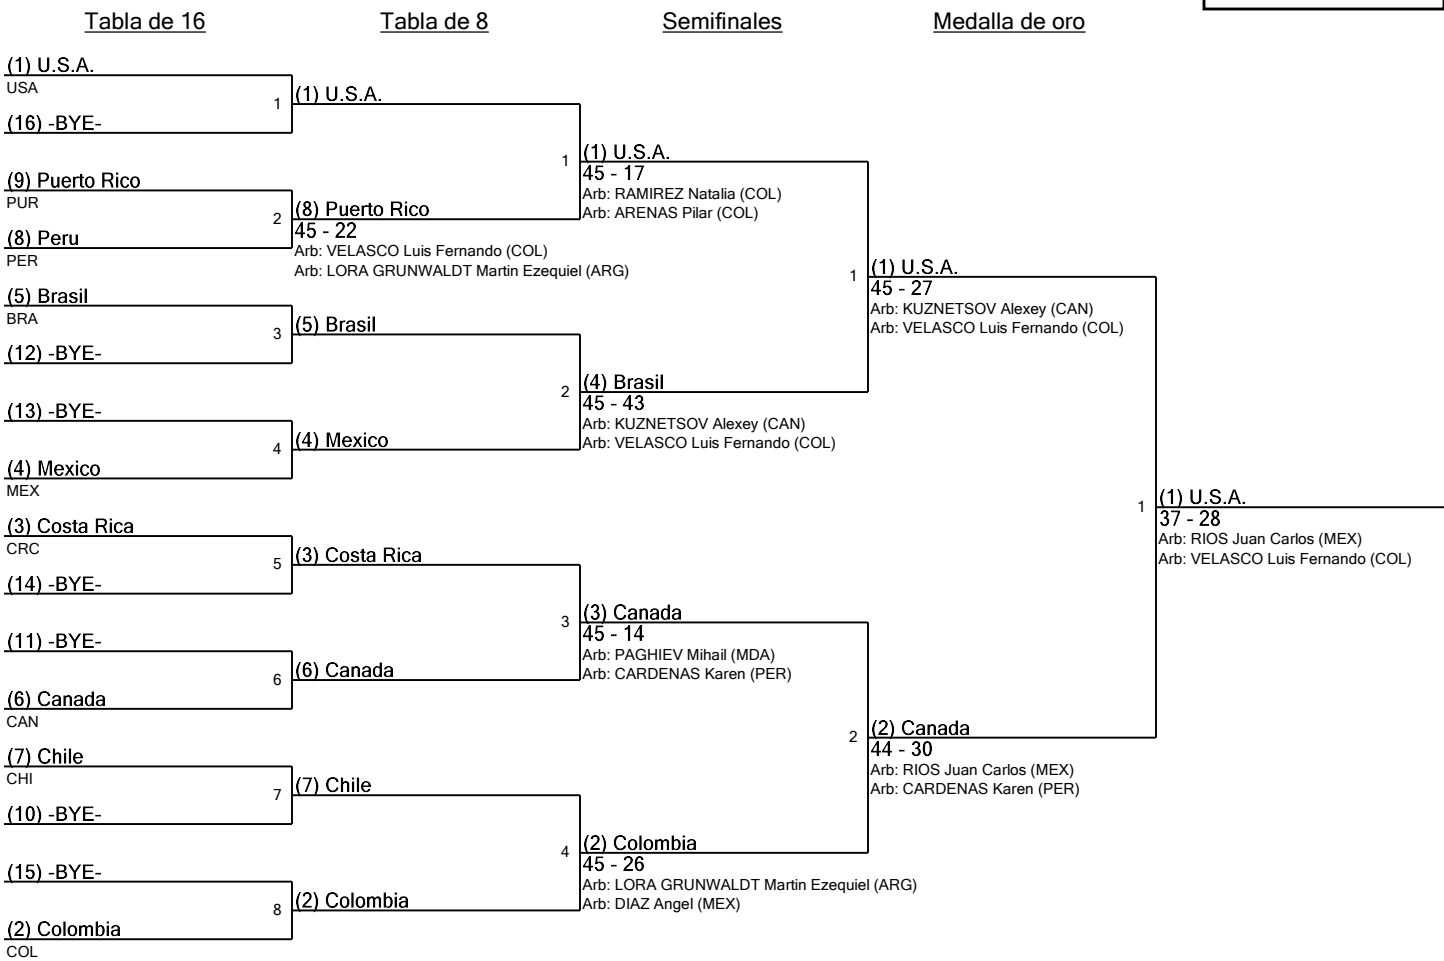 Tabla de 16
Tabla de 8
Semifinales
Medalla de oro
(1) U.S.A.
USA
1
(16) -BYE-
(9) Puerto Rico
PUR
2
(8) Peru
PER
(5) Brasil
BRA
3
(12) -BYE-
(13) -BYE-
4
(4) Mexico
MEX
(3) Costa Rica
CRC
5
(14) -BYE-
(11) -BYE-
6
(6) Canada
CAN
(7) Chile
CHI
7
(10) -BYE-
(15) -BYE-
8
(2) Colombia
COL
(1) U.S.A.
1
(8) Puerto Rico
45 - 22
Arb: VELASCO Luis Fernando (COL)
Arb: LORA GRUNWALDT Martin Ezequiel (ARG)
(5) Brasil
2
(4) Mexico
(3) Costa Rica
3
(6) Canada
(7) Chile
4
(2) Colombia
(1) U.S.A.
45 - 17
Arb: RAMIREZ Natalia (COL)
Arb: ARENAS Pilar (COL)
1
(4) Brasil
45 - 43
Arb: KUZNETSOV Alexey (CAN)
Arb: VELASCO Luis Fernando (COL)
(3) Canada
45 - 14
Arb: PAGHIEV Mihail (MDA)
Arb: CARDENAS Karen (PER)
2
(2) Colombia
45 - 26
Arb: LORA GRUNWALDT Martin Ezequiel (ARG)
Arb: DIAZ Angel (MEX)
(1) U.S.A.
45 - 27
Arb: KUZNETSOV Alexey (CAN)
Arb: VELASCO Luis Fernando (COL)
1
(2) Canada
44 - 30
Arb: RIOS Juan Carlos (MEX)
Arb: CARDENAS Karen (PER)
(1) U.S.A.
37 - 28
Arb: RIOS Juan Carlos (MEX)
Arb: VELASCO Luis Fernando (COL)